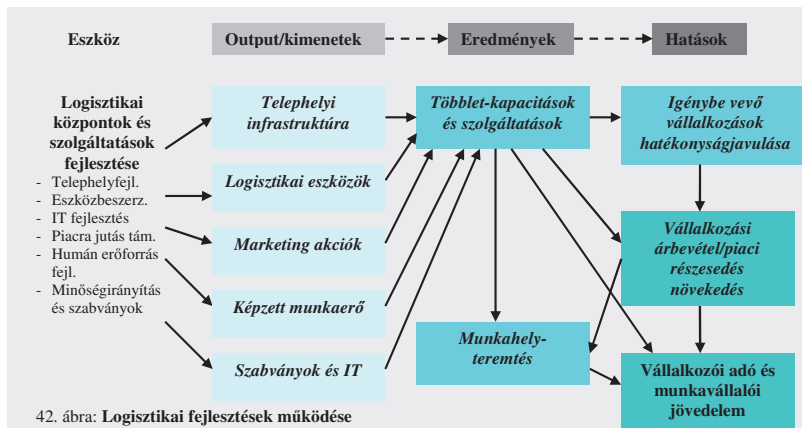 Eszköz
Output/kimenetek
Eredmények
Hatások
Logisztikai
központok és
szolgáltatások
fejlesztése
- Telephelyfejl.
- Eszközbeszerz.
- IT fejlesztés
- Piacra jutás tám.
- Humán erőforrás
fejl.
- Minőségirányítás
és szabványok
Telephelyi
infrastruktúra
Logisztikai eszközök
Marketing akciók
Képzett munkaerő
Szabványok és IT
Többlet-kapacitások
és szolgáltatások
Munkahely-
teremtés
Igénybe vevő
vállalkozások
hatékonyságjavulása
Vállalkozási
árbevétel/piaci
részesedés
növekedés
Vállalkozói adó és
munkavállalói
jövedelem
42. ábra: Logisztikai fejlesztések működése